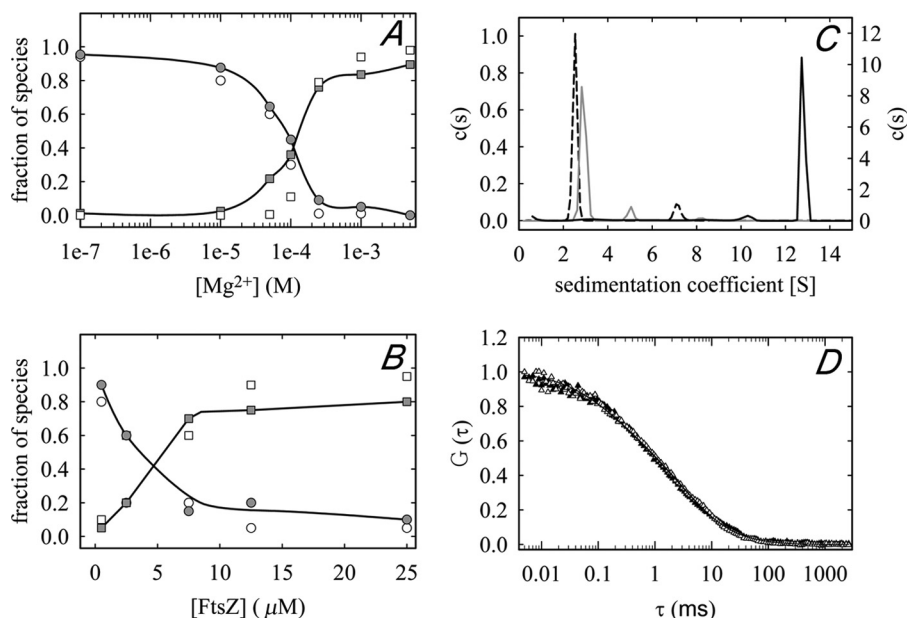 A
fraction of species
1.0
0.8
0.6
0.4
0.2
0.0
1e-7 1e-6 1e-5 1e-4 1e-3
[Mg²⁺] (M)
C
c(s)
1.0
0.8
0.6
0.4
0.2
0.0
12
10
8
6
4
2
0
c(s)
0 2 4 6 8 10 12 14
sedimentation coefficient [S]
B
fraction of species
1.0
0.8
0.6
0.4
0.2
0.0
0 5 10 15 20 25
[FtsZ] ( μM)
D
G (τ)
1.2
1.0
0.8
0.6
0.4
0.2
0.0
0.01 0.1 1 10 100 1000
τ (ms)